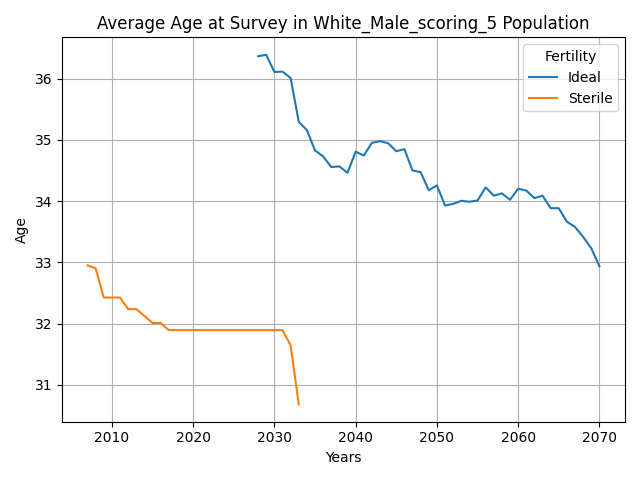 Average Age at Survey in White_Male_scoring_5 Population
Fertility
Ideal
Sterile
Age
36
35
34
33
32
31
2010 2020 2030 2040 2050 2060 2070
Years